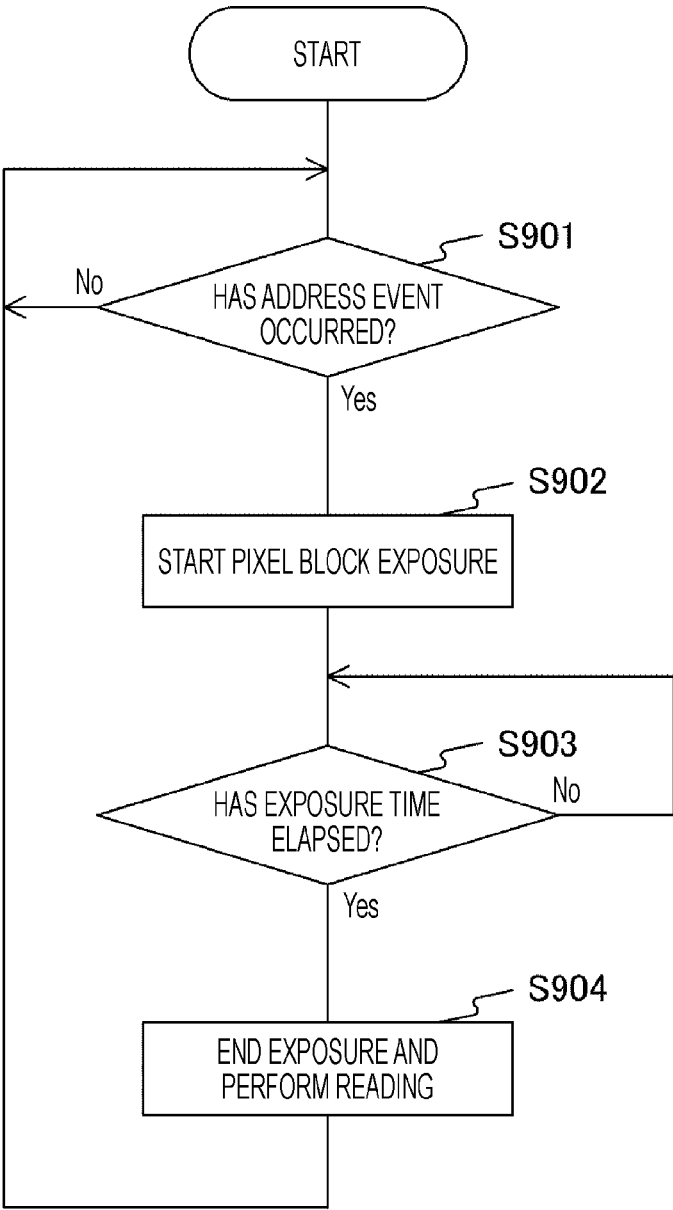 START
S901
No
HAS ADDRESS EVENT
OCCURRED?
Yes
S902
START PIXEL BLOCK EXPOSURE
S903
HAS EXPOSURE TIME
ELAPSED?
No
Yes
S904
END EXPOSURE AND
PERFORM READING